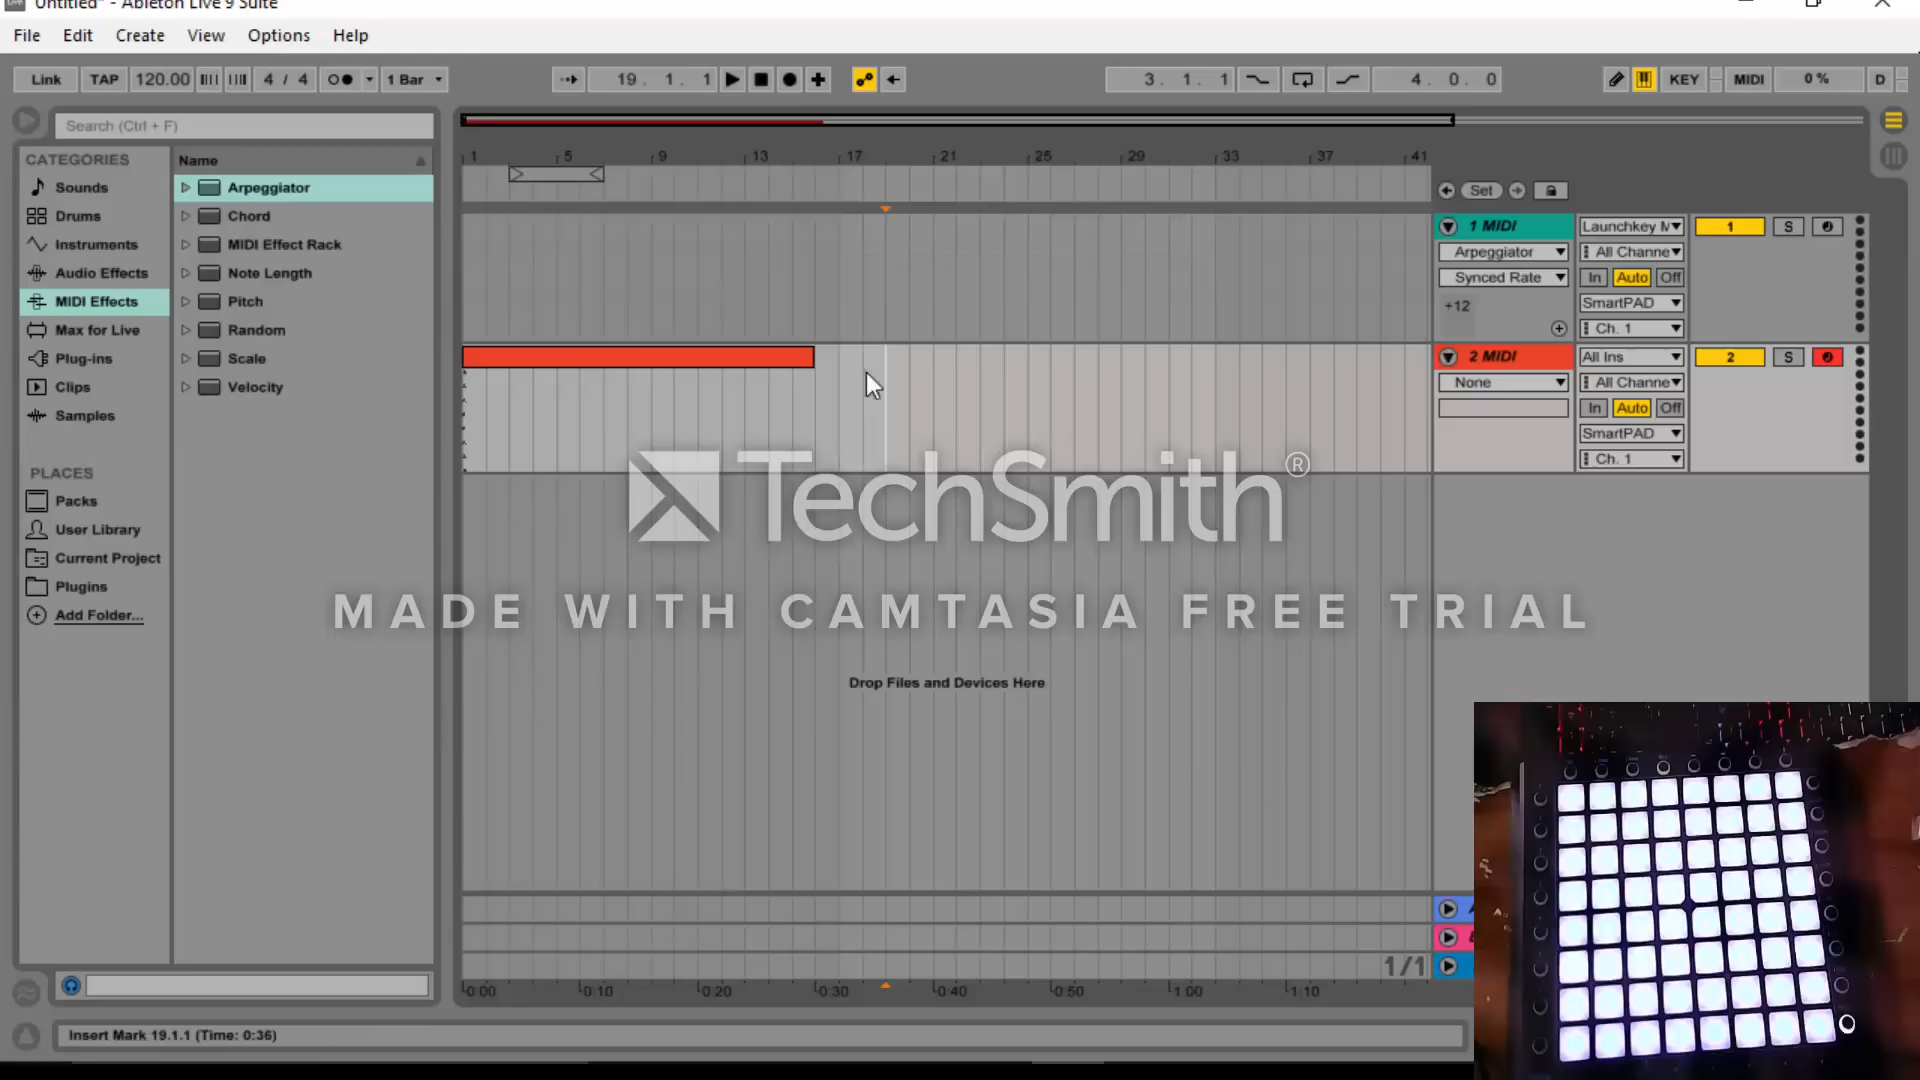 Untitled* - Ableton Live 9 Suite
File Edit Create View Options Help
Link TAP 120.00 4 / 4 1 Bar 19. 1. 1 3. 1. 1 4. 0. 0 KEY MIDI 0 % D
Search (Ctrl + F)
CATEGORIES
Sounds
Drums
Instruments
Audio Effects
MIDI Effects
Max for Live
Plug-ins
Clips
Samples
PLACES
Packs
User Library
Current Project
Plugins
Add Folder...
Name
Arpeggiator
Chord
MIDI Effect Rack
Note Length
Pitch
Random
Scale
Velocity
1 5 9 13 17 21 25 29 33 37 41
Set
1 MIDI Launchkey M 1 S
Arpeggiator All Channe
Synced Rate In Auto Off
+12 SmartPAD
Ch. 1
2 MIDI All Ins 2 S
None All Channe
In Auto Off
SmartPAD
Ch. 1
TechSmith®
MADE WITH CAMTASIA FREE TRIAL
Drop Files and Devices Here
1/1
0:00 0:10 0:20 0:30 0:40 0:50 1:00 1:10
Insert Mark 19.1.1 (Time: 0:36)